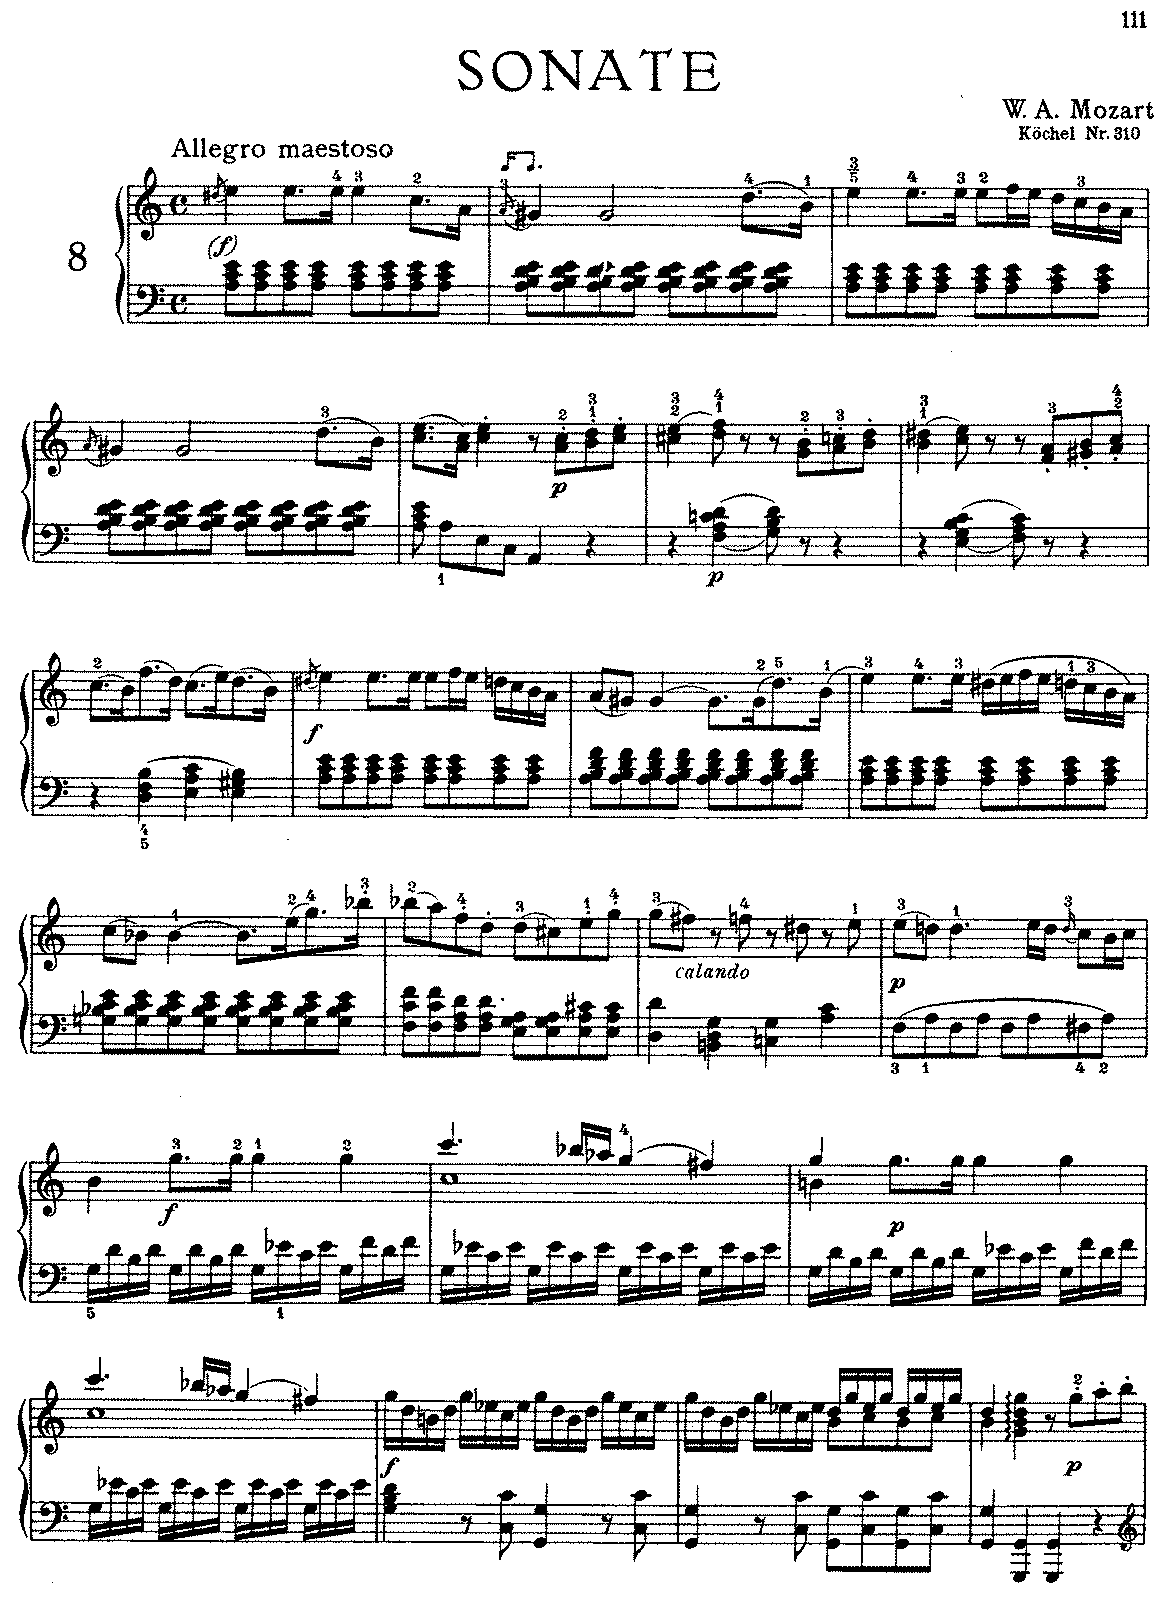 111
SONATE
W. A. Mozart
Köchel Nr. 310
Allegro maestoso
8
(f)
p
p
f
calando
p
f
p
f
p